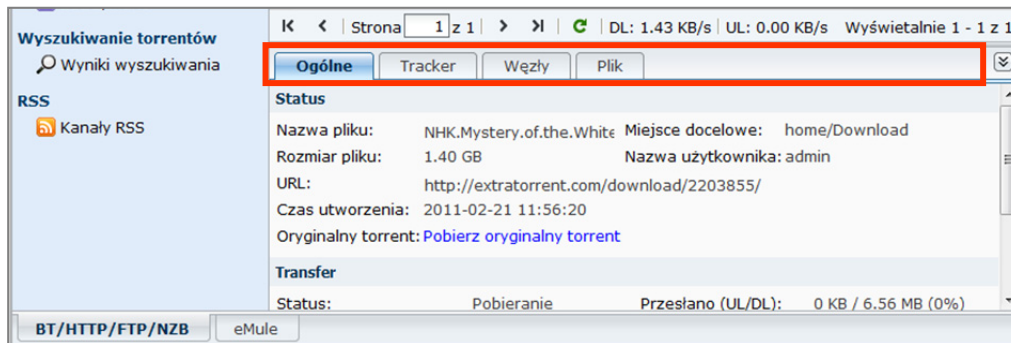 Wyszukiwanie torrentów
Wyniki wyszukiwania
RSS
Kanały RSS
Strona 1 z 1 DL: 1.43 KB/s UL: 0.00 KB/s Wyświetalnie 1 - 1 z 1
Ogólne Tracker Węzły Plik
Status
Nazwa pliku: NHK.Mystery.of.the.White Miejsce docelowe: home/Download
Rozmiar pliku: 1.40 GB Nazwa użytkownika: admin
URL: http://extratorrent.com/download/2203855/
Czas utworzenia: 2011-02-21 11:56:20
Oryginalny torrent: Pobierz oryginalny torrent
Transfer
Status: Pobieranie Przesłano (UL/DL): 0 KB / 6.56 MB (0%)
BT/HTTP/FTP/NZB eMule